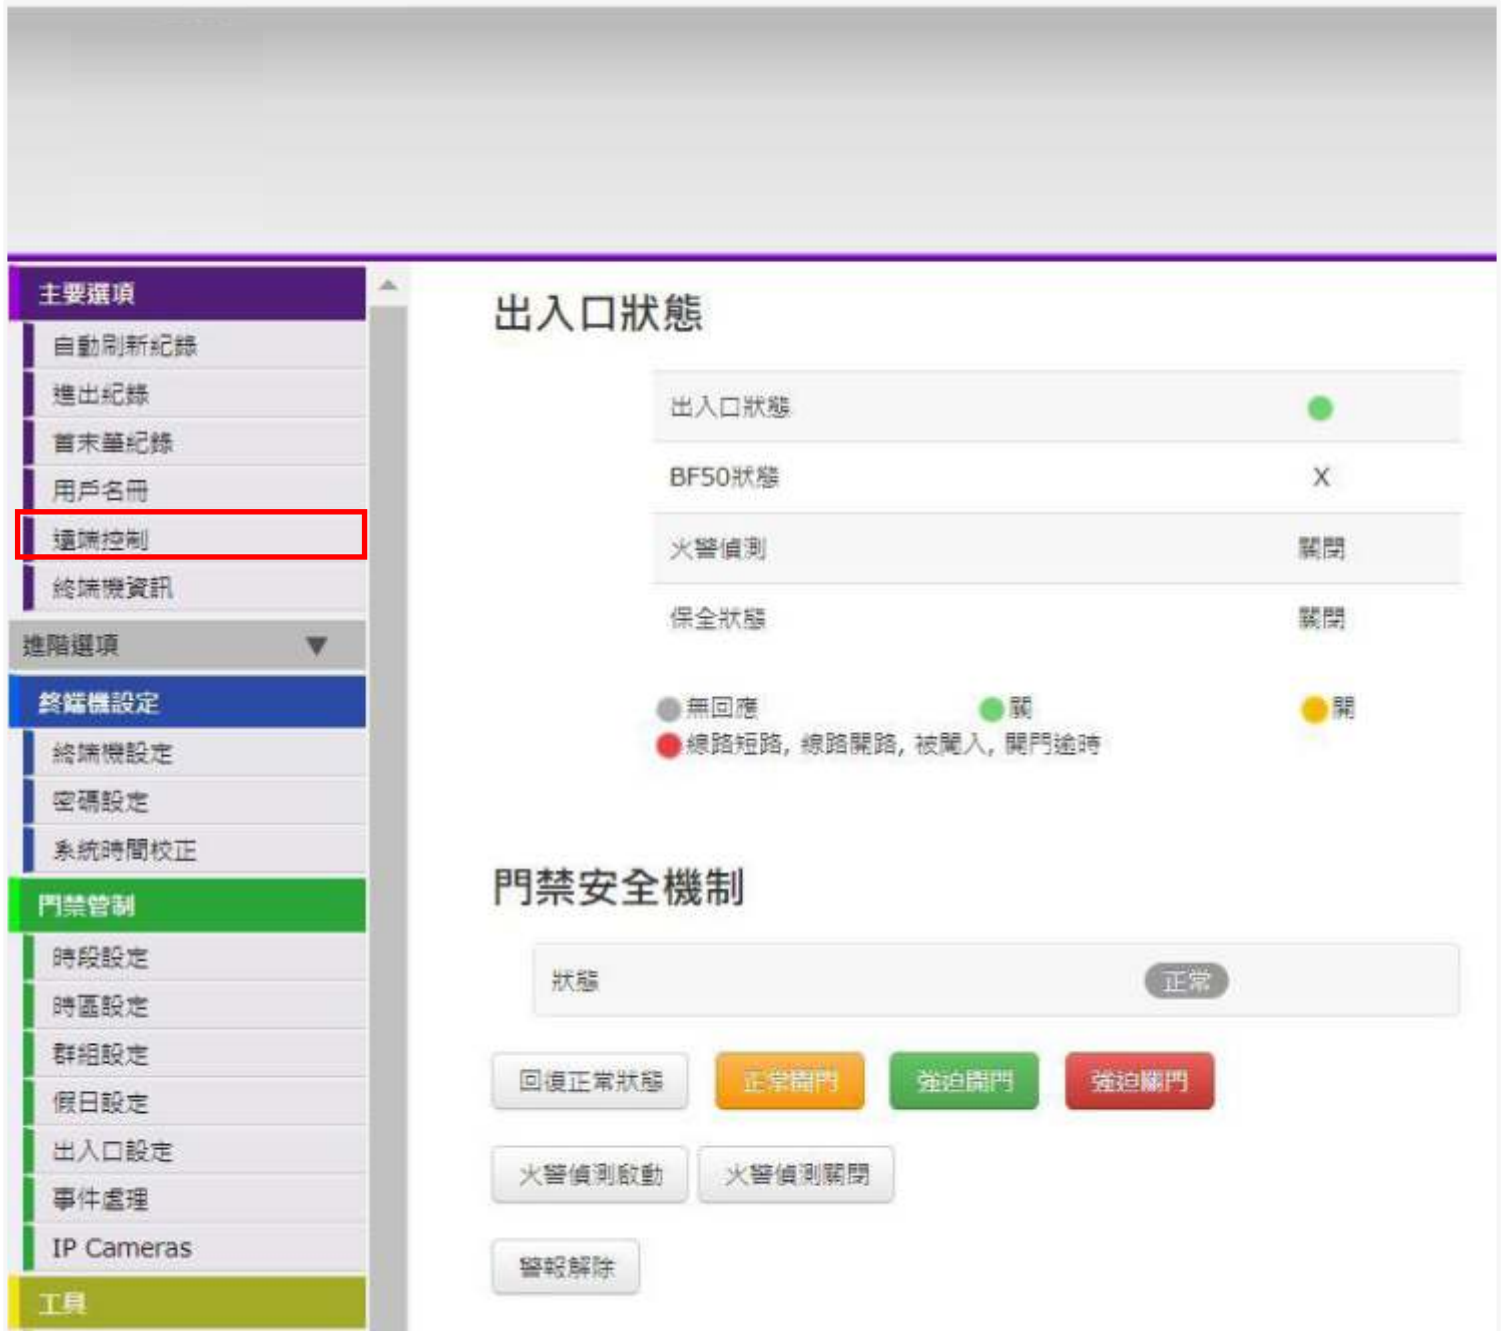 主要選項
自動刷新紀錄
進出紀錄
首末筆紀錄
用戶名冊
遠端控制
終端機資訊
進階選項
終端機設定
終端機設定
密碼設定
系統時間校正
門禁管制
時段設定
時區設定
群組設定
假日設定
出入口設定
事件處理
IP Cameras
工具
出入口狀態
出入口狀態
BF50狀態 X
火警偵測 關閉
保全狀態 關閉
無回應 關 開
線路短路, 線路開路, 被闖入, 開門逾時
門禁安全機制
狀態 正常
回復正常狀態 正常開門 強迫開門 強迫關門
火警偵測啟動 火警偵測關閉
警報解除